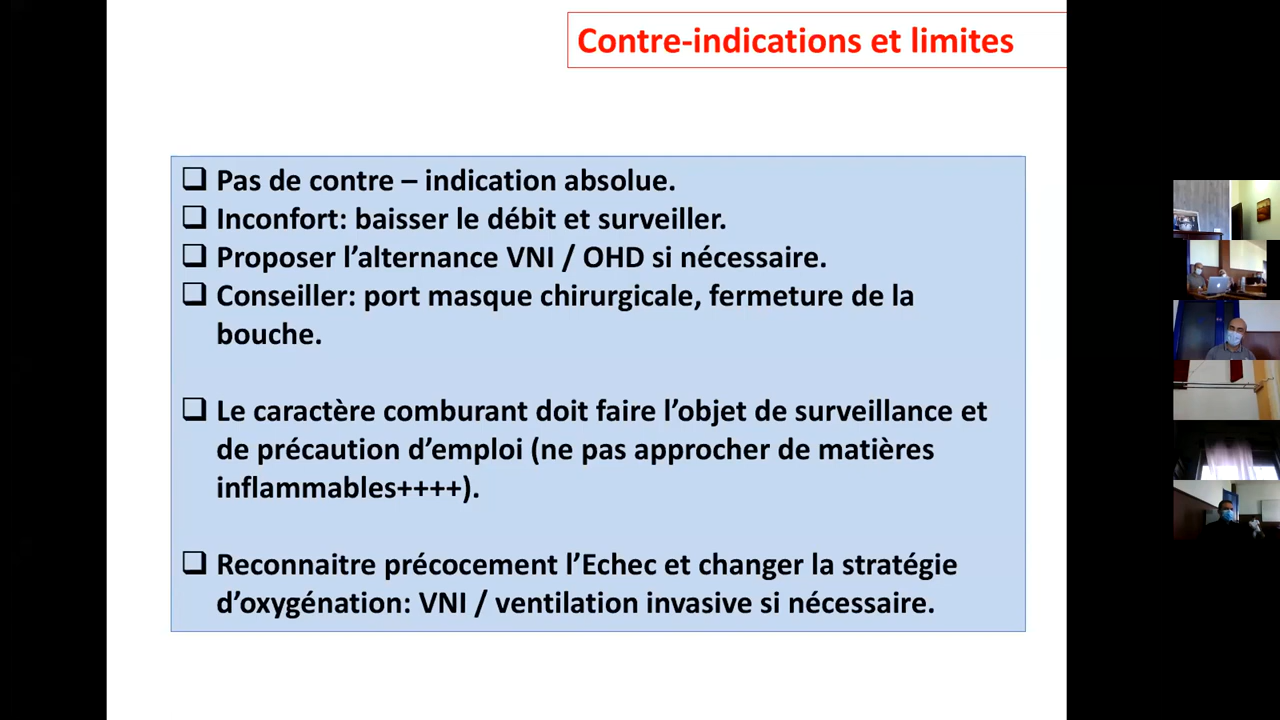 Contre-indications et limites
❑ Pas de contre – indication absolue.
❑ Inconfort: baisser le débit et surveiller.
❑ Proposer l’alternance VNI / OHD si nécessaire.
❑ Conseiller: port masque chirurgicale, fermeture de la
bouche.
❑ Le caractère comburant doit faire l’objet de surveillance et
de précaution d’emploi (ne pas approcher de matières
inflammables++++).
❑ Reconnaitre précocement l’Echec et changer la stratégie
d’oxygénation: VNI / ventilation invasive si nécessaire.